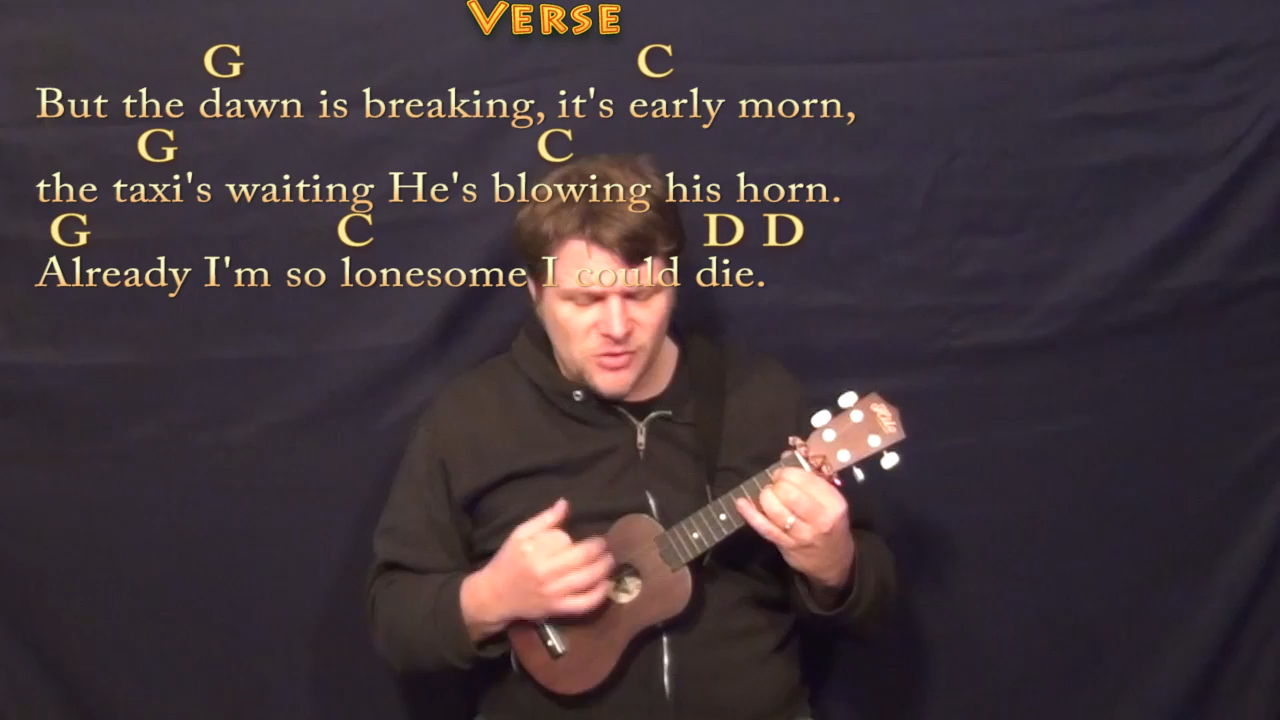 VERSE
G C
But the dawn is breaking, it's early morn,
G C
the taxi's waiting He's blowing his horn.
G C D D
Already I'm so lonesome I could die.